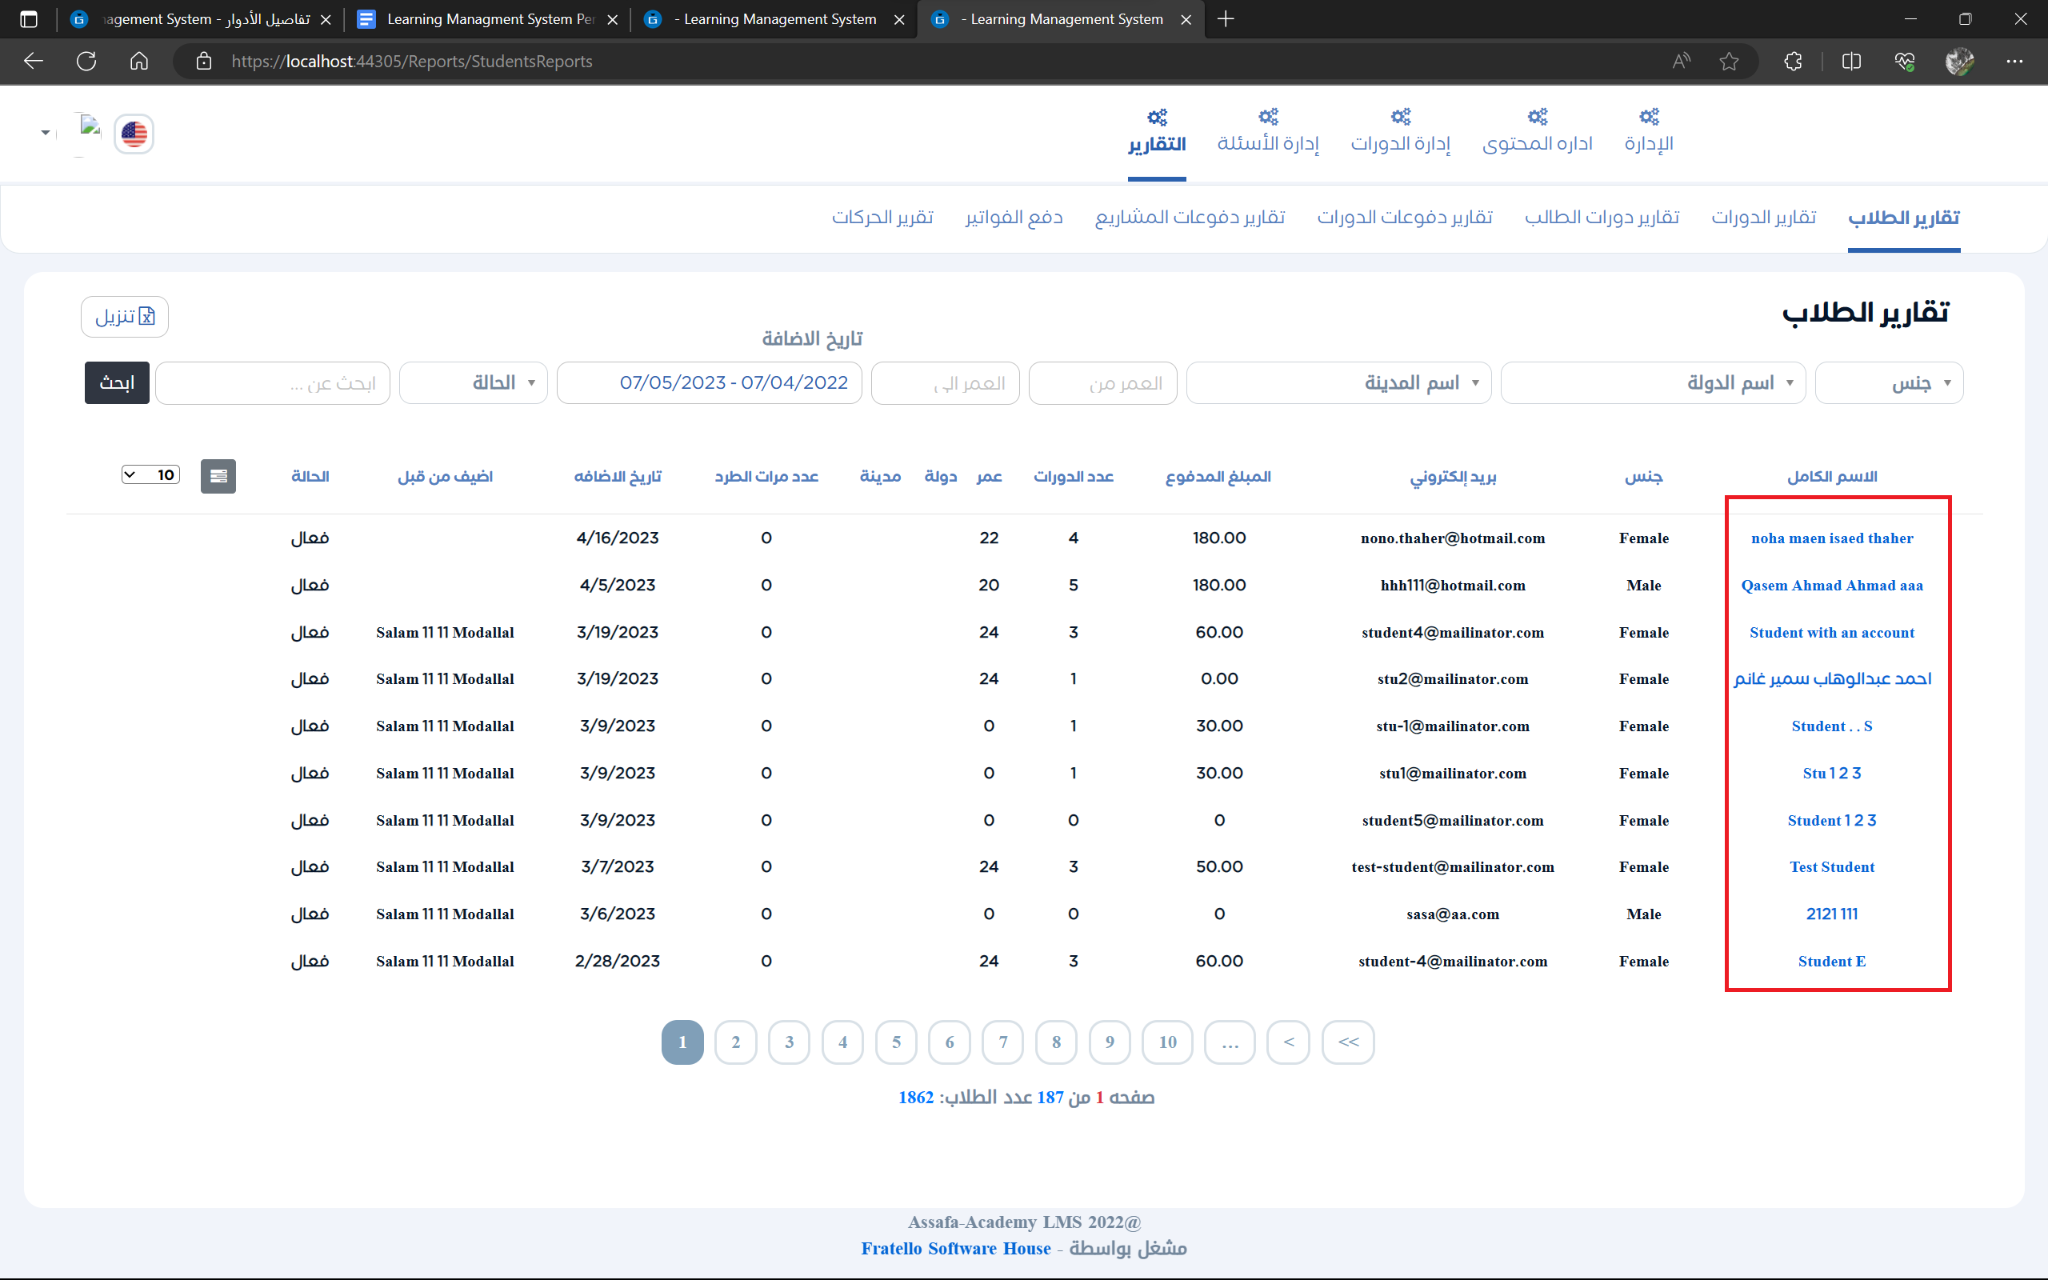 agement System - تفاصيل الأدوار
Learning Managment System Per
- Learning Management System
- Learning Management System
https://localhost:44305/Reports/StudentsReports
الإدارة
اداره المحتوى
إدارة الدورات
إدارة الأسئلة
التقارير
تقارير الطلاب
تقارير الدورات
تقارير دورات الطالب
تقارير دفوعات الدورات
تقارير دفوعات المشاريع
دفع الفواتير
تقرير الحركات
تقارير الطلاب
تنزيل
تاريخ الاضافة
جنس
اسم الدولة
اسم المدينة
العمر من
العمر الى
07/05/2023 - 07/04/2022
الحالة
ابحث عن ...
ابحث
الاسم الكامل جنس بريد إلكتروني المبلغ المدفوع عدد الدورات عمر دولة مدينة عدد مرات الطرد تاريخ الاضافه اضيف من قبل الحالة 10
noha maen isaed thaher Female nono.thaher@hotmail.com 180.00 4 22 0 4/16/2023 فعال
Qasem Ahmad Ahmad aaa Male hhh111@hotmail.com 180.00 5 20 0 4/5/2023 فعال
Student with an account Female student4@mailinator.com 60.00 3 24 0 3/19/2023 Salam 11 11 Modallal فعال
احمد عبدالوهاب سمير غانم Female stu2@mailinator.com 0.00 1 24 0 3/19/2023 Salam 11 11 Modallal فعال
Student . . S Female stu-1@mailinator.com 30.00 1 0 0 3/9/2023 Salam 11 11 Modallal فعال
Stu 1 2 3 Female stu1@mailinator.com 30.00 1 0 0 3/9/2023 Salam 11 11 Modallal فعال
Student 1 2 3 Female student5@mailinator.com 0 0 0 0 3/9/2023 Salam 11 11 Modallal فعال
Test Student Female test-student@mailinator.com 50.00 3 24 0 3/7/2023 Salam 11 11 Modallal فعال
2121 111 Male sasa@aa.com 0 0 0 0 3/6/2023 Salam 11 11 Modallal فعال
Student E Female student-4@mailinator.com 60.00 3 24 0 2/28/2023 Salam 11 11 Modallal فعال
1 2 3 4 5 6 7 8 9 10 ... < <<
صفحه 1 من 187 عدد الطلاب: 1862
Assafa-Academy LMS 2022@
مشغل بواسطة - Fratello Software House